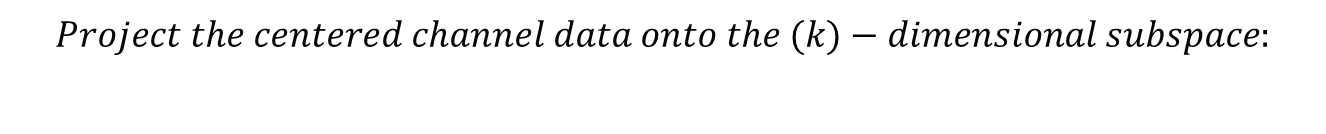 Project the centered channel data onto the (k) − dimensional subspace: